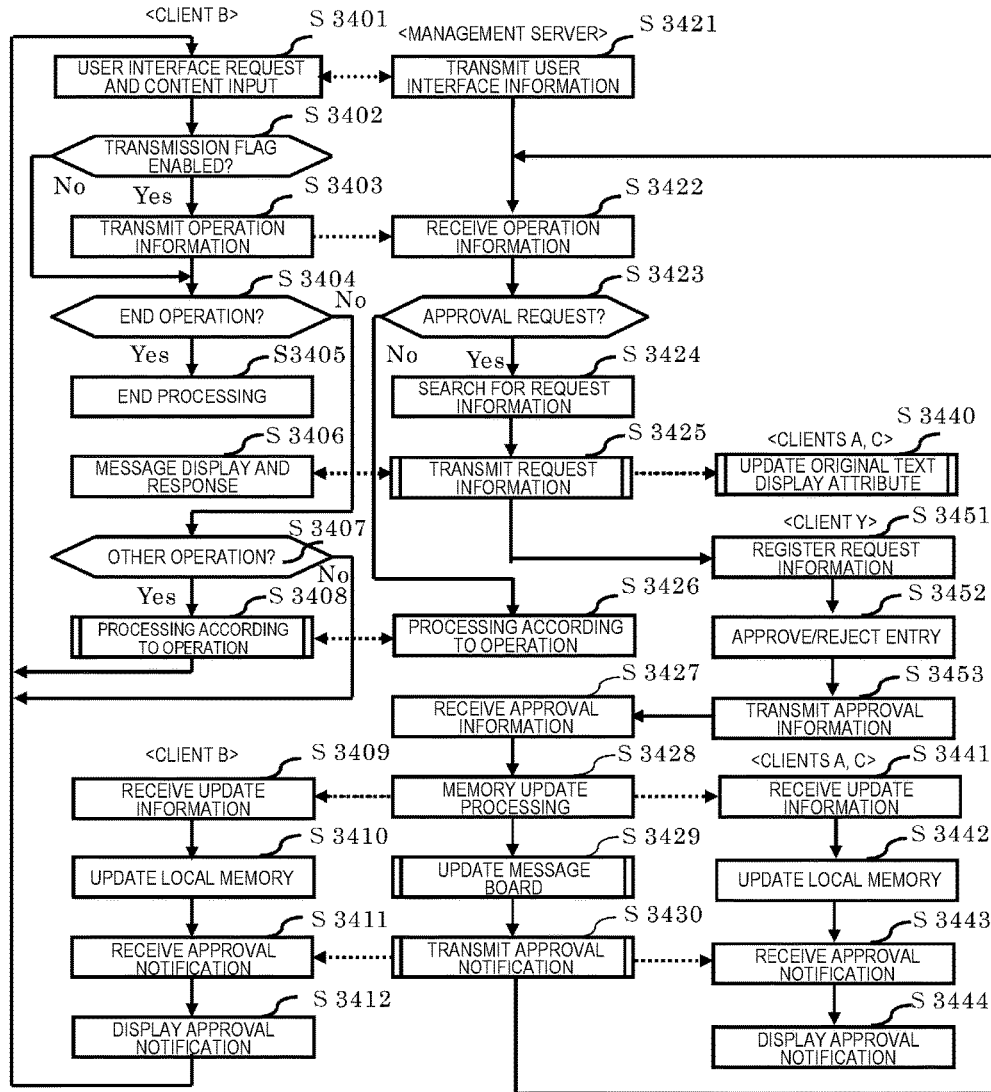 <CLIENT B>
S 3401
USER INTERFACE REQUEST
AND CONTENT INPUT
<MANAGEMENT SERVER>
S 3421
TRANSMIT USER
INTERFACE INFORMATION
S 3402
TRANSMISSION FLAG
ENABLED?
No
Yes
S 3403
TRANSMIT OPERATION
INFORMATION
S 3422
RECEIVE OPERATION
INFORMATION
S 3404
END OPERATION?
No
Yes
S 3423
APPROVAL REQUEST?
No
Yes
S3405
END PROCESSING
S 3424
SEARCH FOR REQUEST
INFORMATION
S 3406
MESSAGE DISPLAY AND
RESPONSE
S 3425
TRANSMIT REQUEST
INFORMATION
<CLIENTS A, C>
S 3440
UPDATE ORIGINAL TEXT
DISPLAY ATTRIBUTE
S 3407
OTHER OPERATION?
No
Yes
<CLIENT Y>
S 3451
REGISTER REQUEST
INFORMATION
S 3408
PROCESSING ACCORDING
TO OPERATION
S 3426
PROCESSING ACCORDING
TO OPERATION
S 3452
APPROVE/REJECT ENTRY
S 3427
RECEIVE APPROVAL
INFORMATION
S 3453
TRANSMIT APPROVAL
INFORMATION
<CLIENT B>
S 3409
RECEIVE UPDATE
INFORMATION
S 3428
MEMORY UPDATE
PROCESSING
<CLIENTS A, C>
S 3441
RECEIVE UPDATE
INFORMATION
S 3410
UPDATE LOCAL MEMORY
S 3429
UPDATE MESSAGE
BOARD
S 3442
UPDATE LOCAL MEMORY
S 3411
RECEIVE APPROVAL
NOTIFICATION
S 3430
TRANSMIT APPROVAL
NOTIFICATION
S 3443
RECEIVE APPROVAL
NOTIFICATION
S 3412
DISPLAY APPROVAL
NOTIFICATION
S 3444
DISPLAY APPROVAL
NOTIFICATION